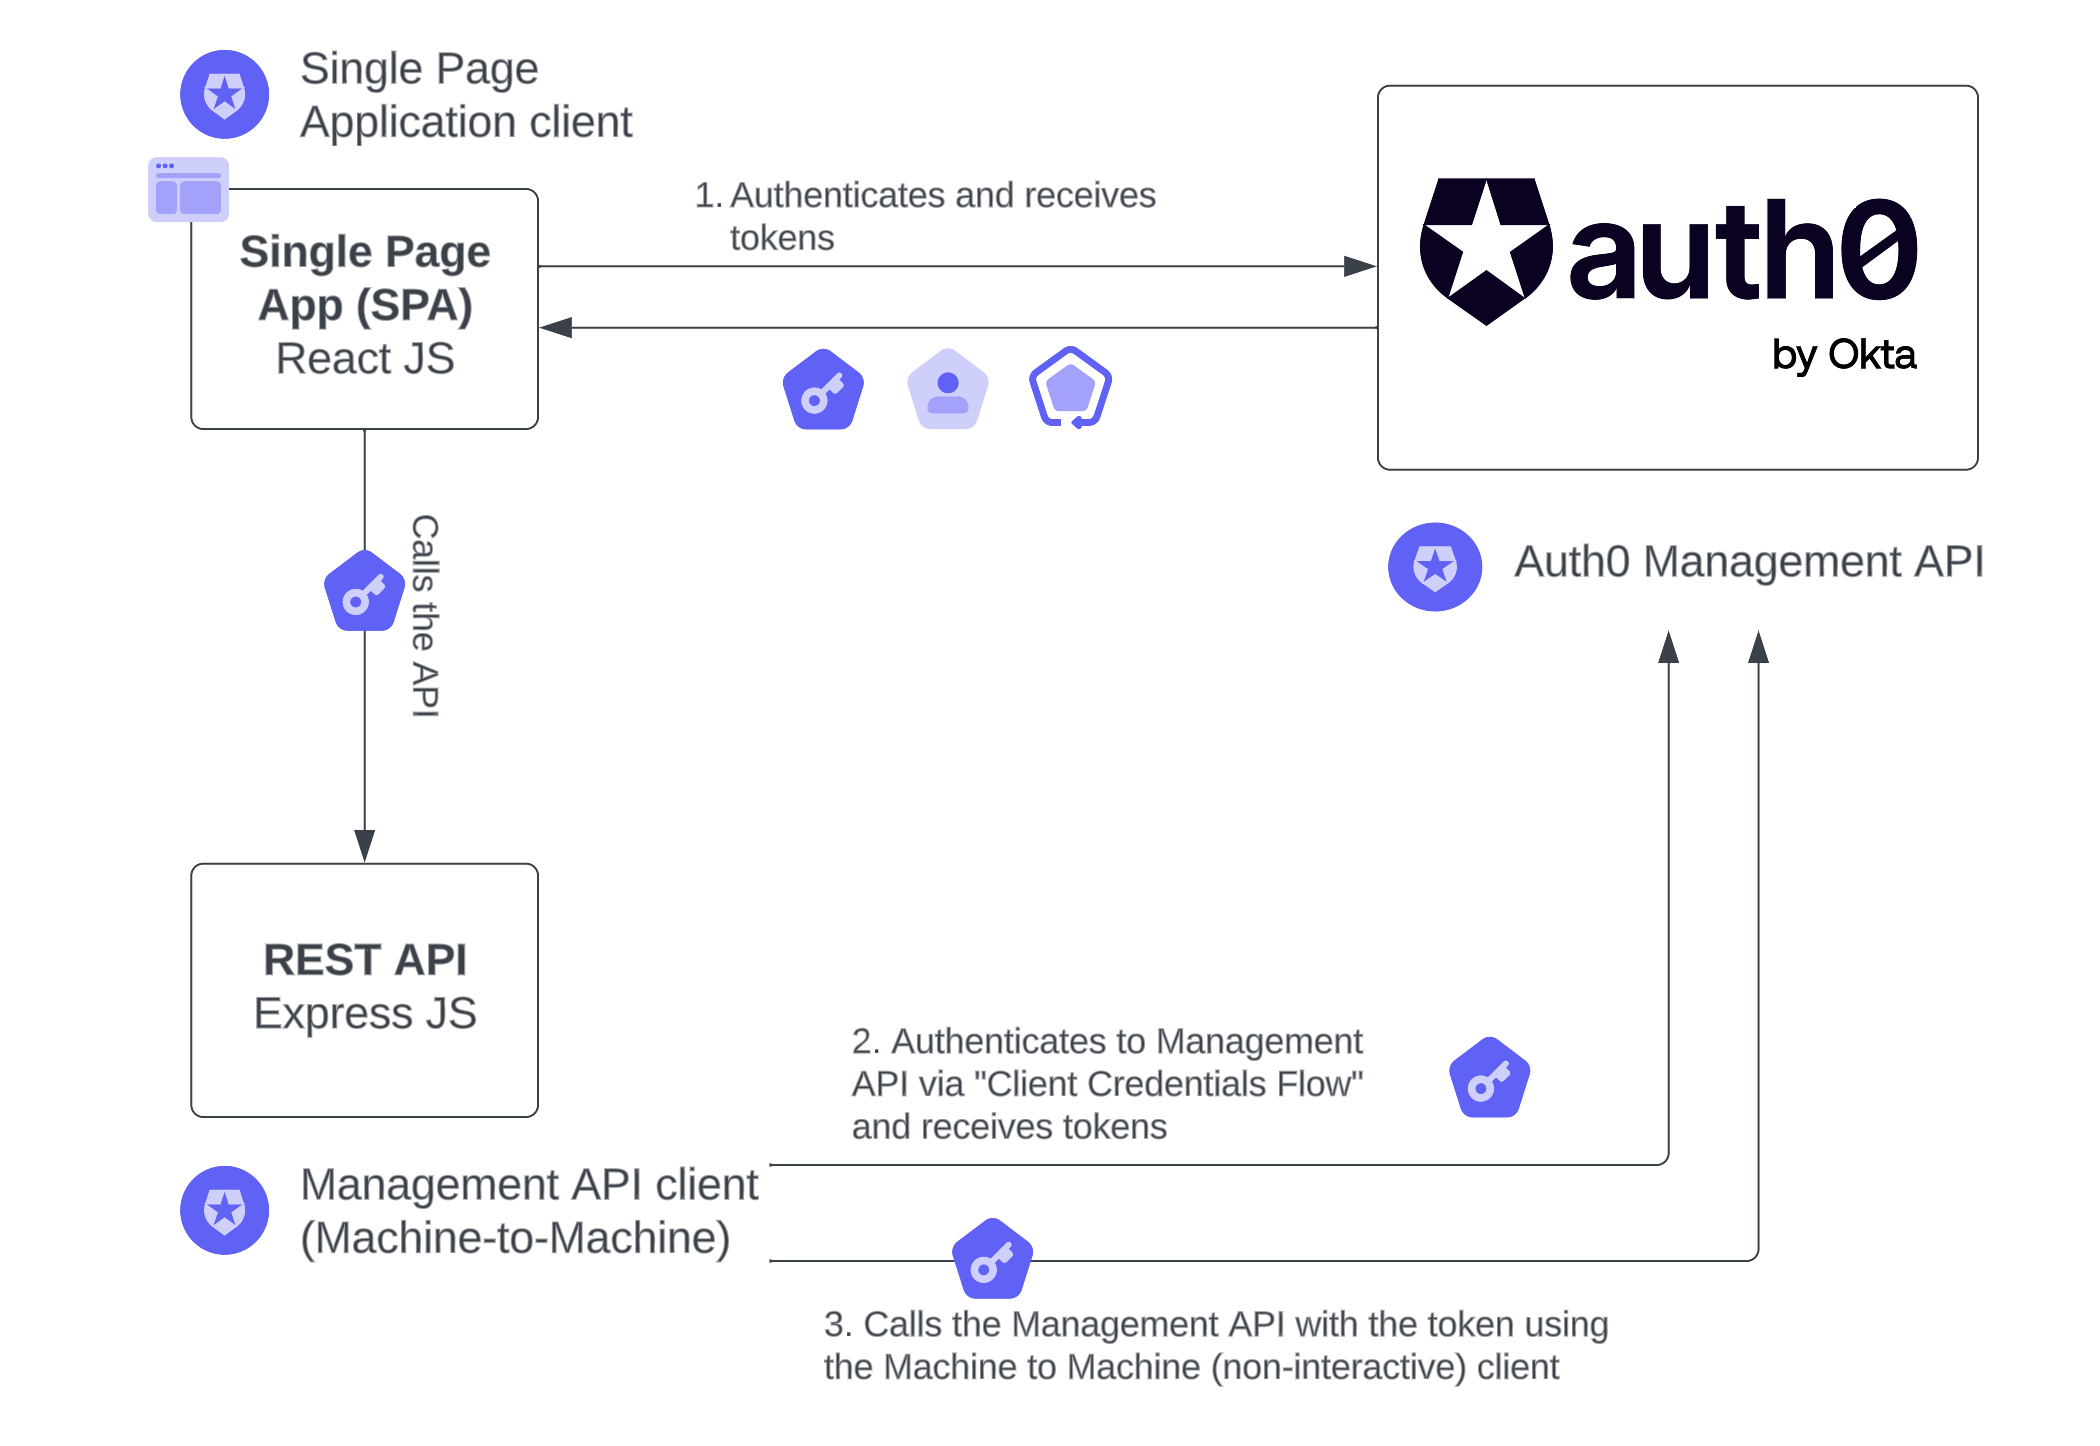 Single Page
Application client
Single Page
App (SPA)
React JS
1. Authenticates and receives
tokens
auth0
by Okta
Calls the API
Auth0 Management API
REST API
Express JS
2. Authenticates to Management
API via "Client Credentials Flow"
and receives tokens
Management API client
(Machine-to-Machine)
3. Calls the Management API with the token using
the Machine to Machine (non-interactive) client